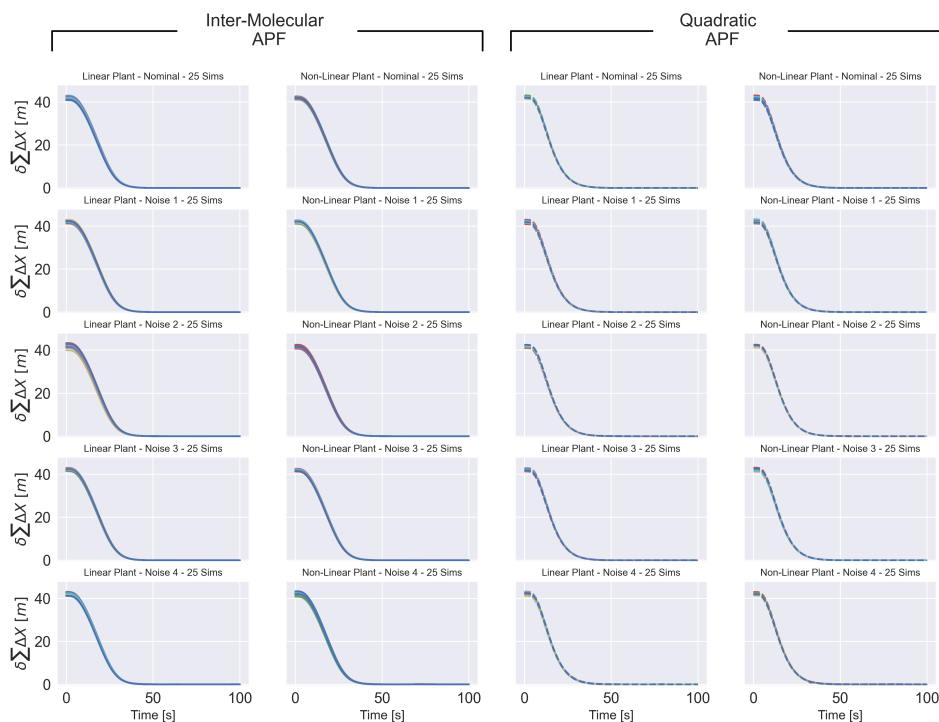 Inter-Molecular
APF
Quadratic
APF
Linear Plant - Nominal - 25 Sims
Non-Linear Plant - Nominal - 25 Sims
Linear Plant - Nominal - 25 Sims
Non-Linear Plant - Nominal - 25 Sims
δ∑ΔX [m]
40
20
0
Linear Plant - Noise 1 - 25 Sims
Non-Linear Plant - Noise 1 - 25 Sims
Linear Plant - Noise 1 - 25 Sims
Non-Linear Plant - Noise 1 - 25 Sims
δ∑ΔX [m]
40
20
0
Linear Plant - Noise 2 - 25 Sims
Non-Linear Plant - Noise 2 - 25 Sims
Linear Plant - Noise 2 - 25 Sims
Non-Linear Plant - Noise 2 - 25 Sims
δ∑ΔX [m]
40
20
0
Linear Plant - Noise 3 - 25 Sims
Non-Linear Plant - Noise 3 - 25 Sims
Linear Plant - Noise 3 - 25 Sims
Non-Linear Plant - Noise 3 - 25 Sims
δ∑ΔX [m]
40
20
0
Linear Plant - Noise 4 - 25 Sims
Non-Linear Plant - Noise 4 - 25 Sims
Linear Plant - Noise 4 - 25 Sims
Non-Linear Plant - Noise 4 - 25 Sims
δ∑ΔX [m]
40
20
0
0 50 100
0 50 100
0 50 100
0 50 100
Time [s]
Time [s]
Time [s]
Time [s]